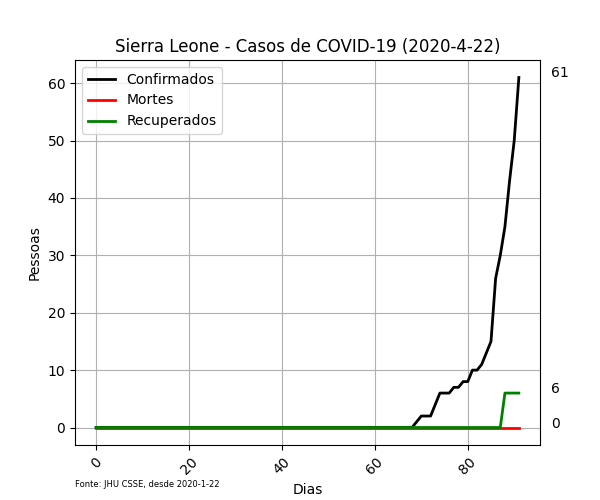 Sierra Leone - Casos de COVID-19 (2020-4-22)
Confirmados
Mortes
Recuperados
Pessoas
60
50
40
30
20
10
0
61
6
0
0
20
40
60
80
Dias
Fonte: JHU CSSE, desde 2020-1-22